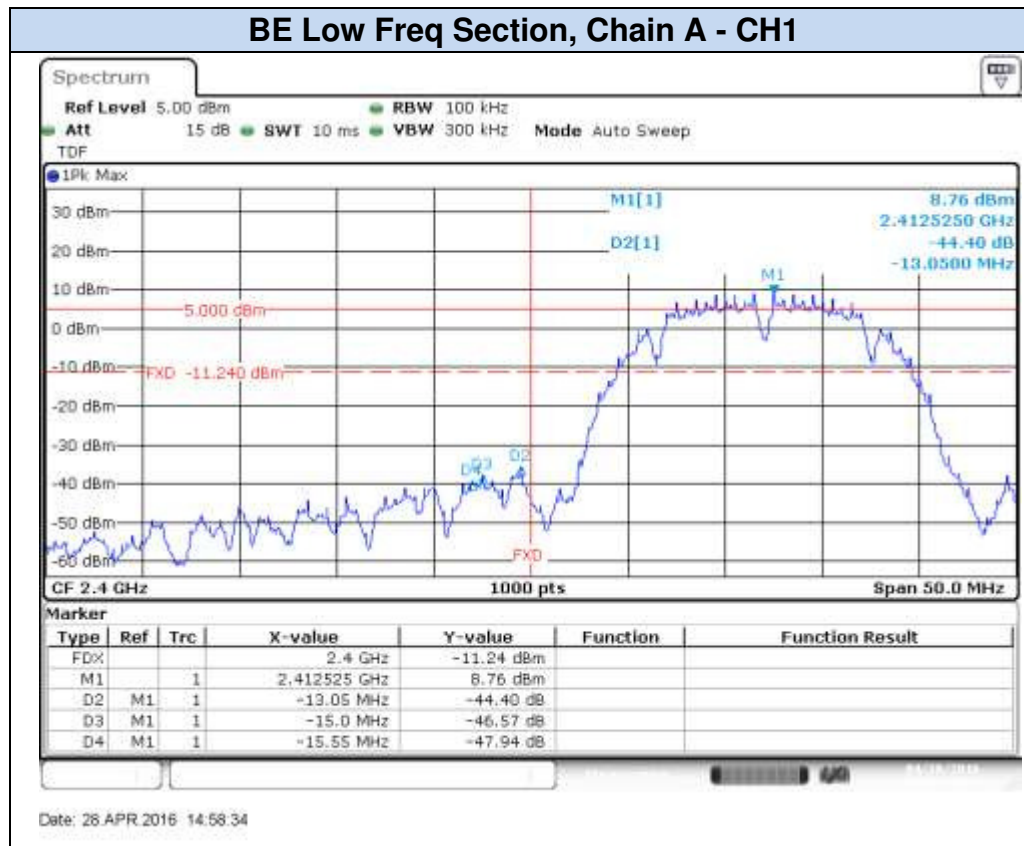 BE Low Freq Section, Chain A - CH1
Spectrum
Ref Level 5.00 dBm RBW 100 kHz
Att 15 dB SWT 10 ms VBW 300 kHz Mode Auto Sweep
TDF
1Pk Max
M1[1] 8.76 dBm
2.4125250 GHz
D2[1] -44.40 dB
-13.0500 MHz
30 dBm
20 dBm
10 dBm
M1
5.000 dBm
0 dBm
-10 dBm
FXD -11.240 dBm
-20 dBm
-30 dBm
D3 D2
-40 dBm
-50 dBm
FXD
-60 dBm
CF 2.4 GHz 1000 pts Span 50.0 MHz
Marker
Type Ref Trc X-value Y-value Function Function Result
FDX 2.4 GHz -11.24 dBm
M1 1 2.412525 GHz 8.76 dBm
D2 M1 1 -13.05 MHz -44.40 dB
D3 M1 1 -15.0 MHz -46.57 dB
D4 M1 1 -15.55 MHz -47.94 dB
Date: 28.APR.2016 14:58:34